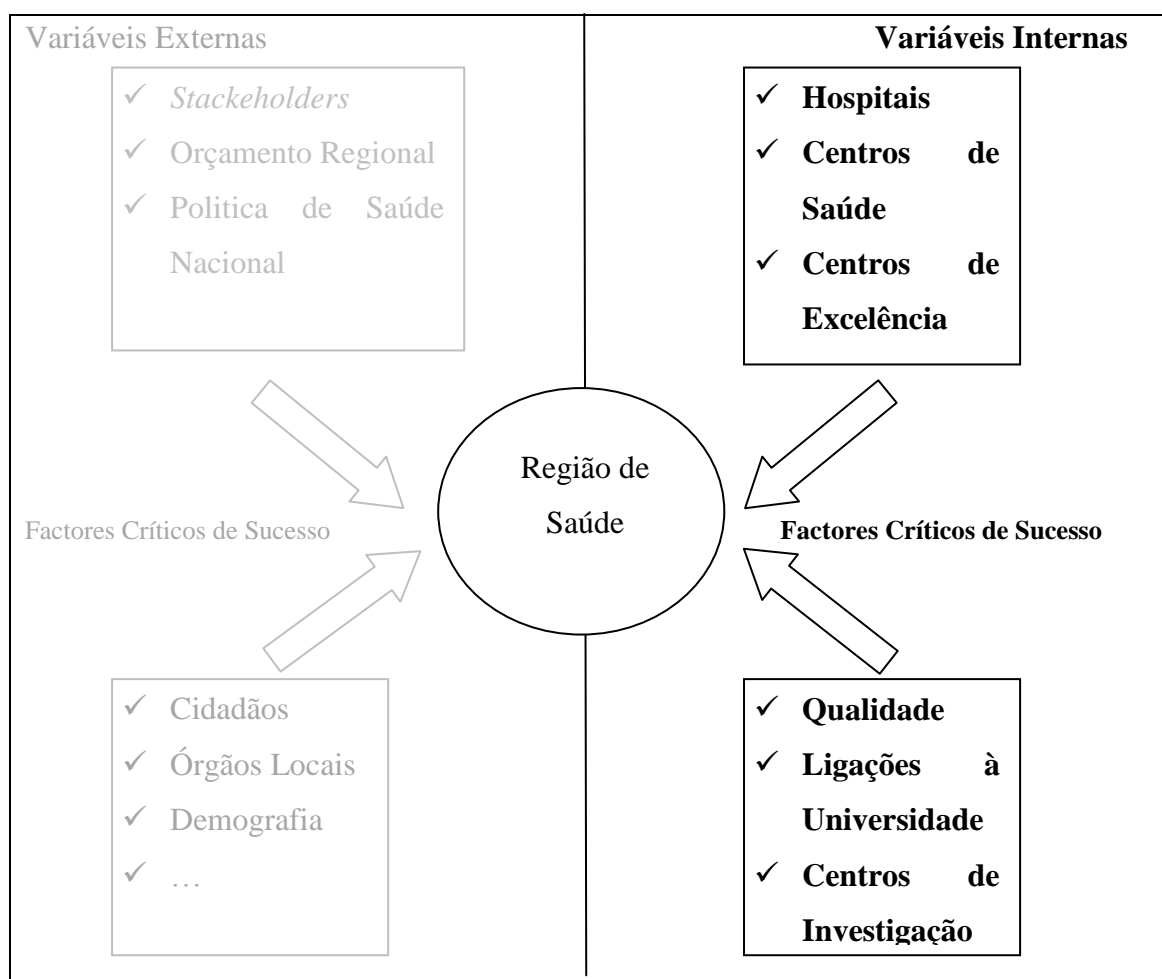 Variáveis Externas
✓ Stackeholders
✓ Orçamento Regional
✓ Politica de Saúde
Nacional
Variáveis Internas
✓ Hospitais
✓ Centros de
Saúde
✓ Centros de
Excelência
Região de
Saúde
Factores Críticos de Sucesso
Factores Críticos de Sucesso
✓ Cidadãos
✓ Órgãos Locais
✓ Demografia
✓ …
✓ Qualidade
✓ Ligações à
Universidade
✓ Centros de
Investigação